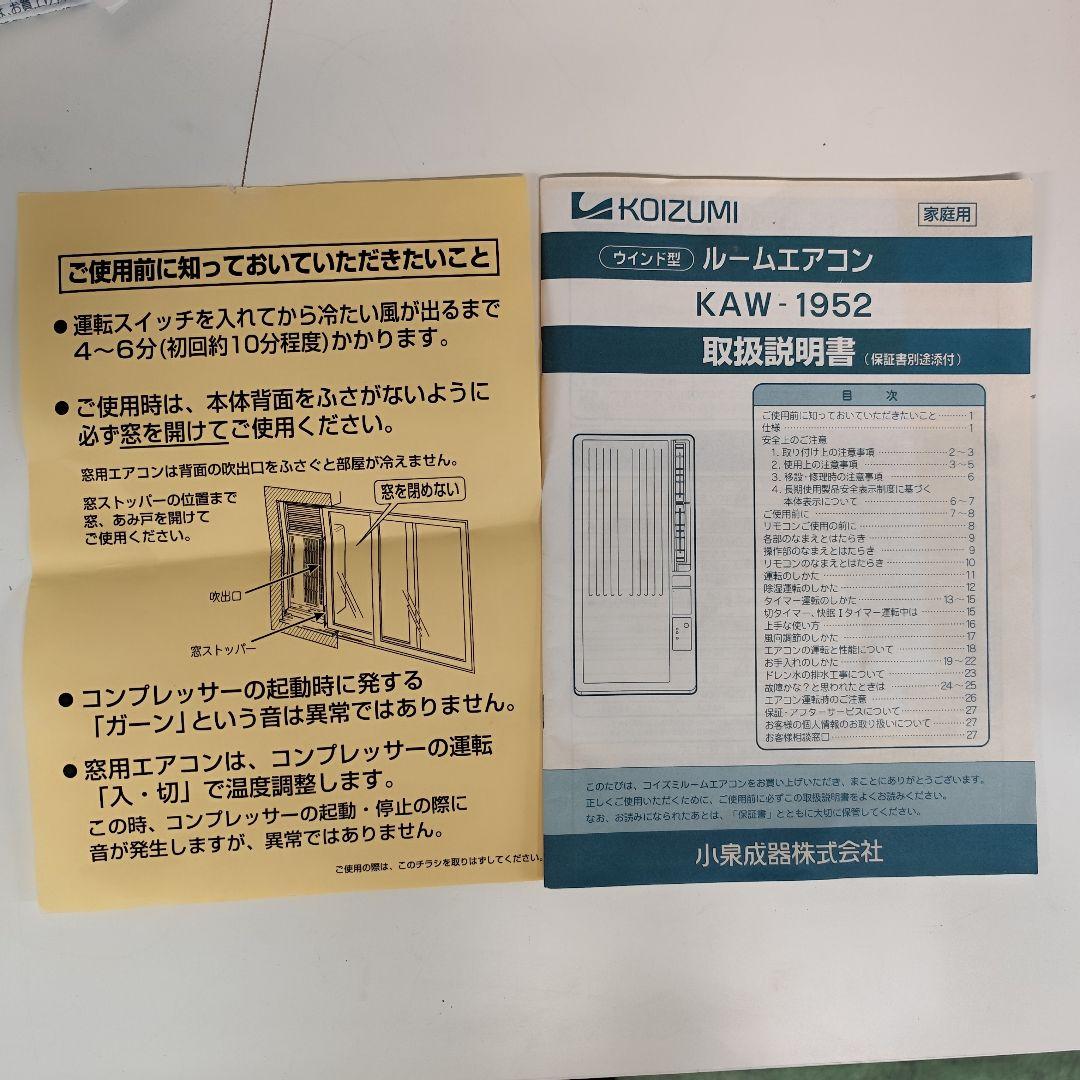 ご使用前に知っておいていただきたいこと
● 運転スイッチを入れてから冷たい風が出るまで
4～6分(初回約10分程度)かかります。
● ご使用時は、本体背面をふさがないように
必ず窓を開けてご使用ください。
窓用エアコンは背面の吹出口をふさぐと部屋が冷えません。
窓ストッパーの位置まで
窓、あみ戸を開けて
ご使用ください。
窓を閉めない
吹出口
窓ストッパー
● コンプレッサーの起動時に発する
「ガーン」という音は異常ではありません。
● 窓用エアコンは、コンプレッサーの運転
「入・切」で温度調整します。
この時、コンプレッサーの起動・停止の際に
音が発生しますが、異常ではありません。
ご使用の際は、このチラシを取りはずしてください。
KOIZUMI
家庭用
ウインド型 ルームエアコン
KAW-1952
取扱説明書 (保証書別途添付)
目 次
ご使用前に知っておいていただきたいこと………1
仕様………1
安全上のご注意
1. 取り付け上の注意事項………2～3
2. 使用上の注意事項………3～5
3. 移設・修理時の注意事項………6
4. 長期使用製品安全表示制度に基づく
本体表示について………6～7
ご使用前に………7～8
リモコンご使用の前に………8
各部のなまえとはたらき………9
操作部のなまえとはたらき………9
リモコンのなまえとはたらき………10
運転のしかた………11
除湿運転のしかた………12
タイマー運転のしかた………13～15
切タイマー、快眠Iタイマー運転中は………15
上手な使い方………16
風向調節のしかた………17
エアコンの運転と性能について………18
お手入れのしかた………19～22
ドレン水の排水工事について………23
故障かな？と思われたときは………24～25
エアコン運転時のご注意………26
保証・アフターサービスについて………27
お客様の個人情報のお取り扱いについて………27
お客様相談窓口………27
このたびは、コイズミルームエアコンをお買い上げいただき、まことにありがとうございます。
正しくご使用いただくために、ご使用前に必ずこの取扱説明書をよくお読みください。
なお、お読みになられたあとは、「保証書」とともに大切に保管してください。
小泉成器株式会社